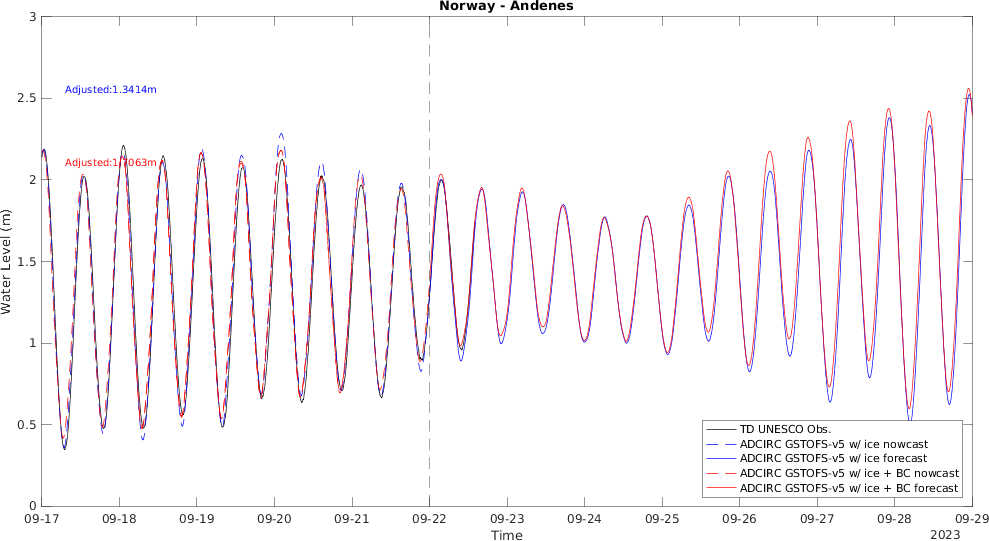 Norway - Andenes
3
2.5
2
1.5
1
0.5
0
Water Level (m)
Adjusted:1.3414m
TD UNESCO Obs.
ADCIRC GSTOFS-v5 w/ ice nowcast
ADCIRC GSTOFS-v5 w/ ice forecast
ADCIRC GSTOFS-v5 w/ ice + BC nowcast
ADCIRC GSTOFS-v5 w/ ice + BC forecast
09-17 09-18 09-19 09-20 09-21 09-22 09-23 09-24 09-25 09-26 09-27 09-28 09-29
Time
2023